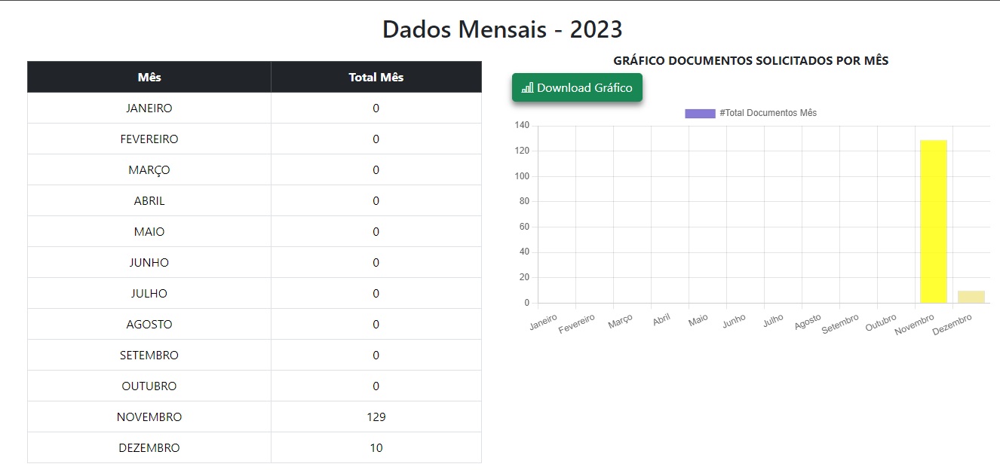 Dados Mensais - 2023
Mês Total Mês
JANEIRO 0
FEVEREIRO 0
MARÇO 0
ABRIL 0
MAIO 0
JUNHO 0
JULHO 0
AGOSTO 0
SETEMBRO 0
OUTUBRO 0
NOVEMBRO 129
DEZEMBRO 10
GRÁFICO DOCUMENTOS SOLICITADOS POR MÊS
Download Gráfico
#Total Documentos Mês
140
120
100
80
60
40
20
0
Janeiro Fevereiro Março Abril Maio Junho Julho Agosto Setembro Outubro Novembro Dezembro